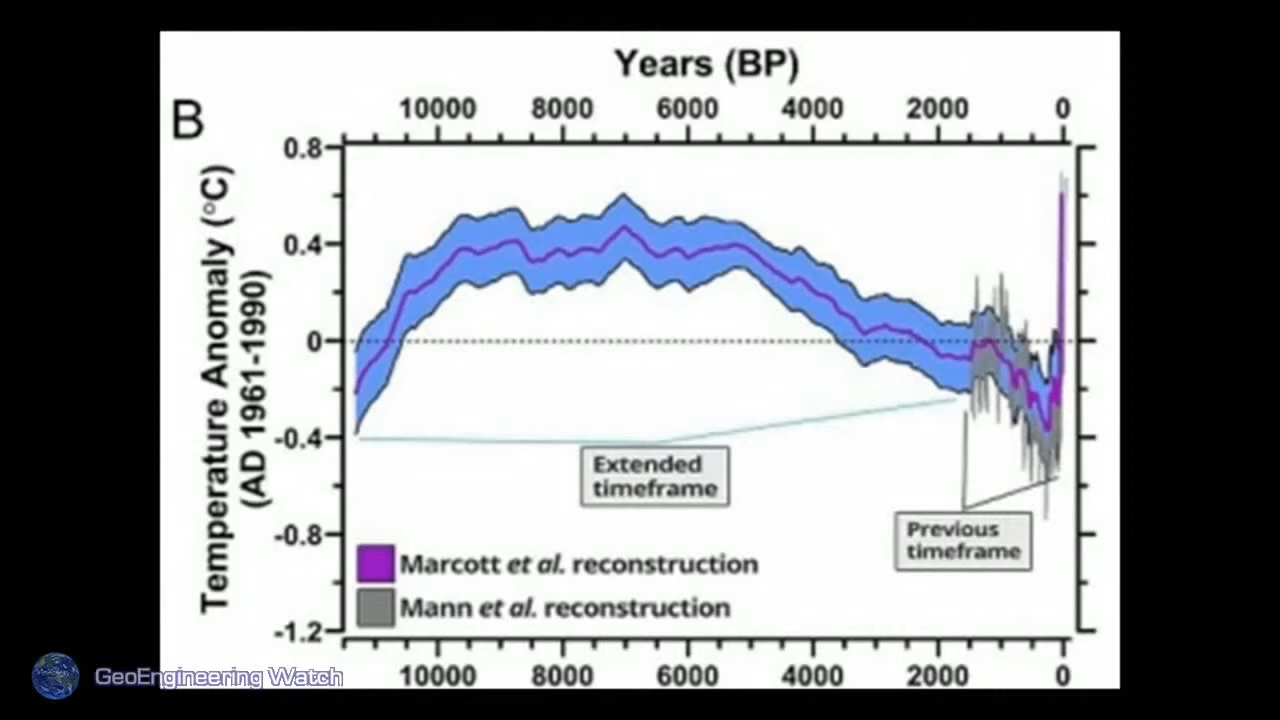 Years (BP)
B
10000 8000 6000 4000 2000 0
0.8
0.4
0
-0.4
-0.8
-1.2
Temperature Anomaly (°C)
(AD 1961-1990)
Extended
timeframe
Previous
timeframe
Marcott et al. reconstruction
Mann et al. reconstruction
10000 8000 6000 4000 2000 0
GeoEngineering Watch